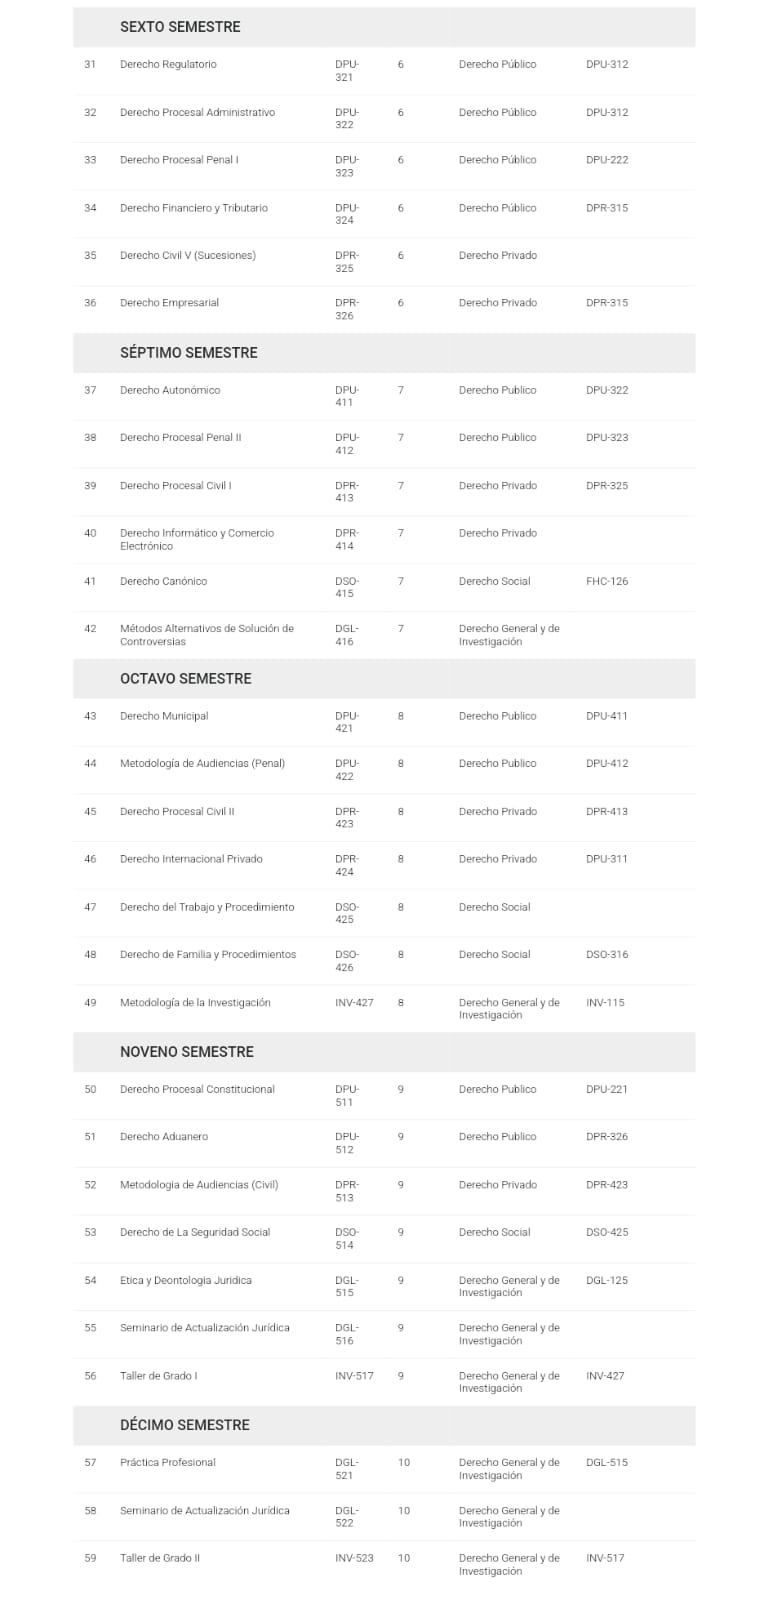 SEXTO SEMESTRE
31 Derecho Regulatorio DPU- 6 Derecho Público DPU-312
321
32 Derecho Procesal Administrativo DPU- 6 Derecho Público DPU-312
322
33 Derecho Procesal Penal I DPU- 6 Derecho Público DPU-222
323
34 Derecho Financiero y Tributario DPU- 6 Derecho Público DPR-315
324
35 Derecho Civil V (Sucesiones) DPR- 6 Derecho Privado
325
36 Derecho Empresarial DPR- 6 Derecho Privado DPR-315
326
SÉPTIMO SEMESTRE
37 Derecho Autonómico DPU- 7 Derecho Publico DPU-322
411
38 Derecho Procesal Penal II DPU- 7 Derecho Publico DPU-323
412
39 Derecho Procesal Civil I DPR- 7 Derecho Privado DPR-325
413
40 Derecho Informático y Comercio DPR- 7 Derecho Privado
Electrónico 414
41 Derecho Canónico DSO- 7 Derecho Social FHC-126
415
42 Métodos Alternativos de Solución de DGL- 7 Derecho General y de
Controversias 416 Investigación
OCTAVO SEMESTRE
43 Derecho Municipal DPU- 8 Derecho Publico DPU-411
421
44 Metodología de Audiencias (Penal) DPU- 8 Derecho Publico DPU-412
422
45 Derecho Procesal Civil II DPR- 8 Derecho Privado DPR-413
423
46 Derecho Internacional Privado DPR- 8 Derecho Privado DPU-311
424
47 Derecho del Trabajo y Procedimiento DSO- 8 Derecho Social
425
48 Derecho de Familia y Procedimientos DSO- 8 Derecho Social DSO-316
426
49 Metodología de la Investigación INV-427 8 Derecho General y de INV-115
Investigación
NOVENO SEMESTRE
50 Derecho Procesal Constitucional DPU- 9 Derecho Publico DPU-221
511
51 Derecho Aduanero DPU- 9 Derecho Publico DPR-326
512
52 Metodologia de Audiencias (Civil) DPR- 9 Derecho Privado DPR-423
513
53 Derecho de La Seguridad Social DSO- 9 Derecho Social DSO-425
514
54 Etica y Deontologia Juridica DGL- 9 Derecho General y de DGL-125
515 Investigación
55 Seminario de Actualización Jurídica DGL- 9 Derecho General y de
516 Investigación
56 Taller de Grado I INV-517 9 Derecho General y de INV-427
Investigación
DÉCIMO SEMESTRE
57 Práctica Profesional DGL- 10 Derecho General y de DGL-515
521 Investigación
58 Seminario de Actualización Jurídica DGL- 10 Derecho General y de
522 Investigación
59 Taller de Grado II INV-523 10 Derecho General y de INV-517
Investigación